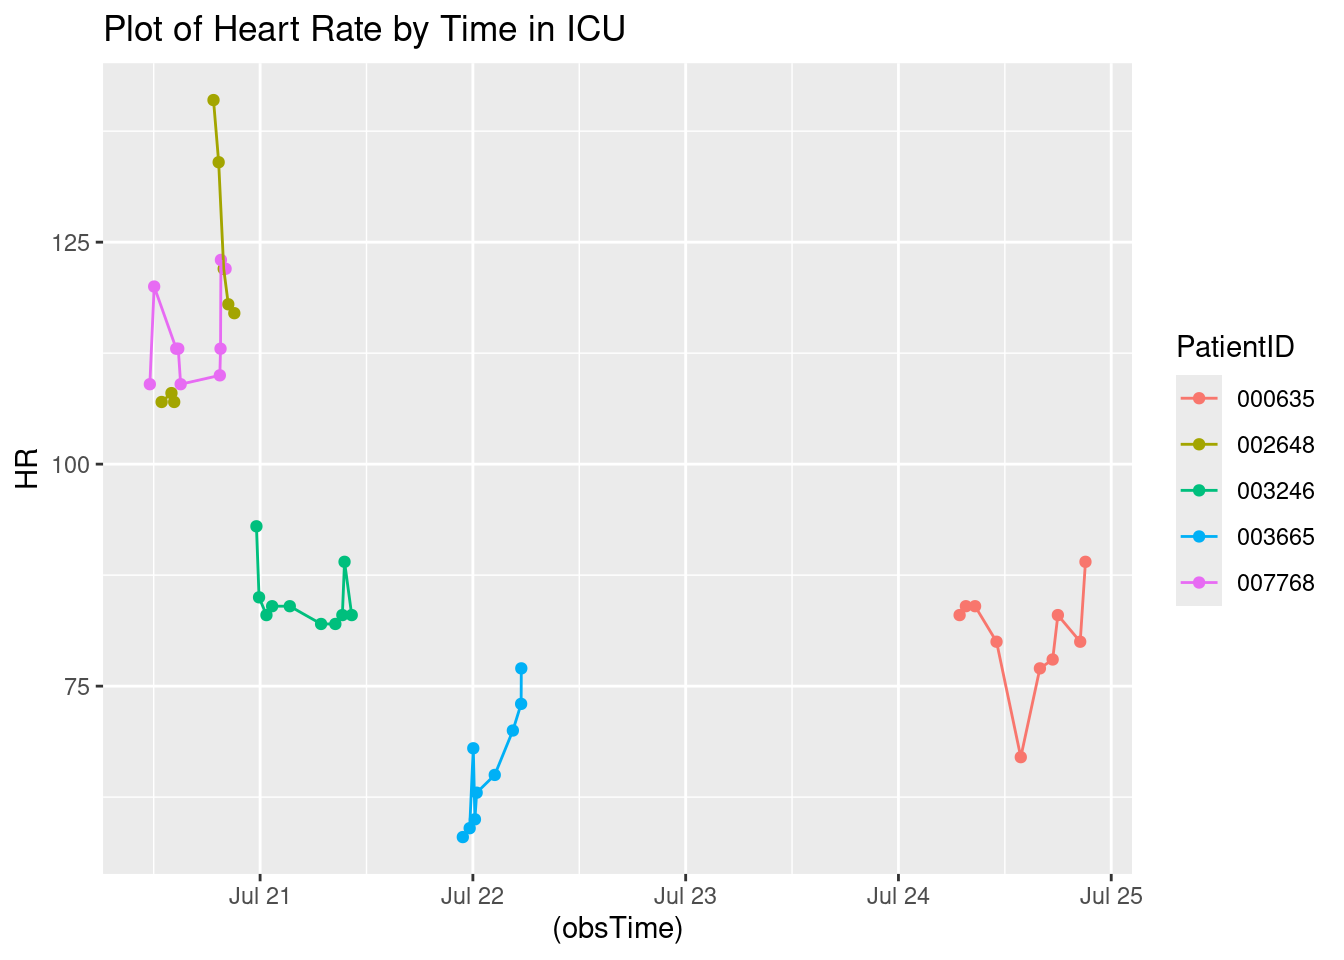 Plot of Heart Rate by Time in ICU
125
100
75
HR
Jul 21
Jul 22
Jul 23
Jul 24
Jul 25
(obsTime)
PatientID
000635
002648
003246
003665
007768